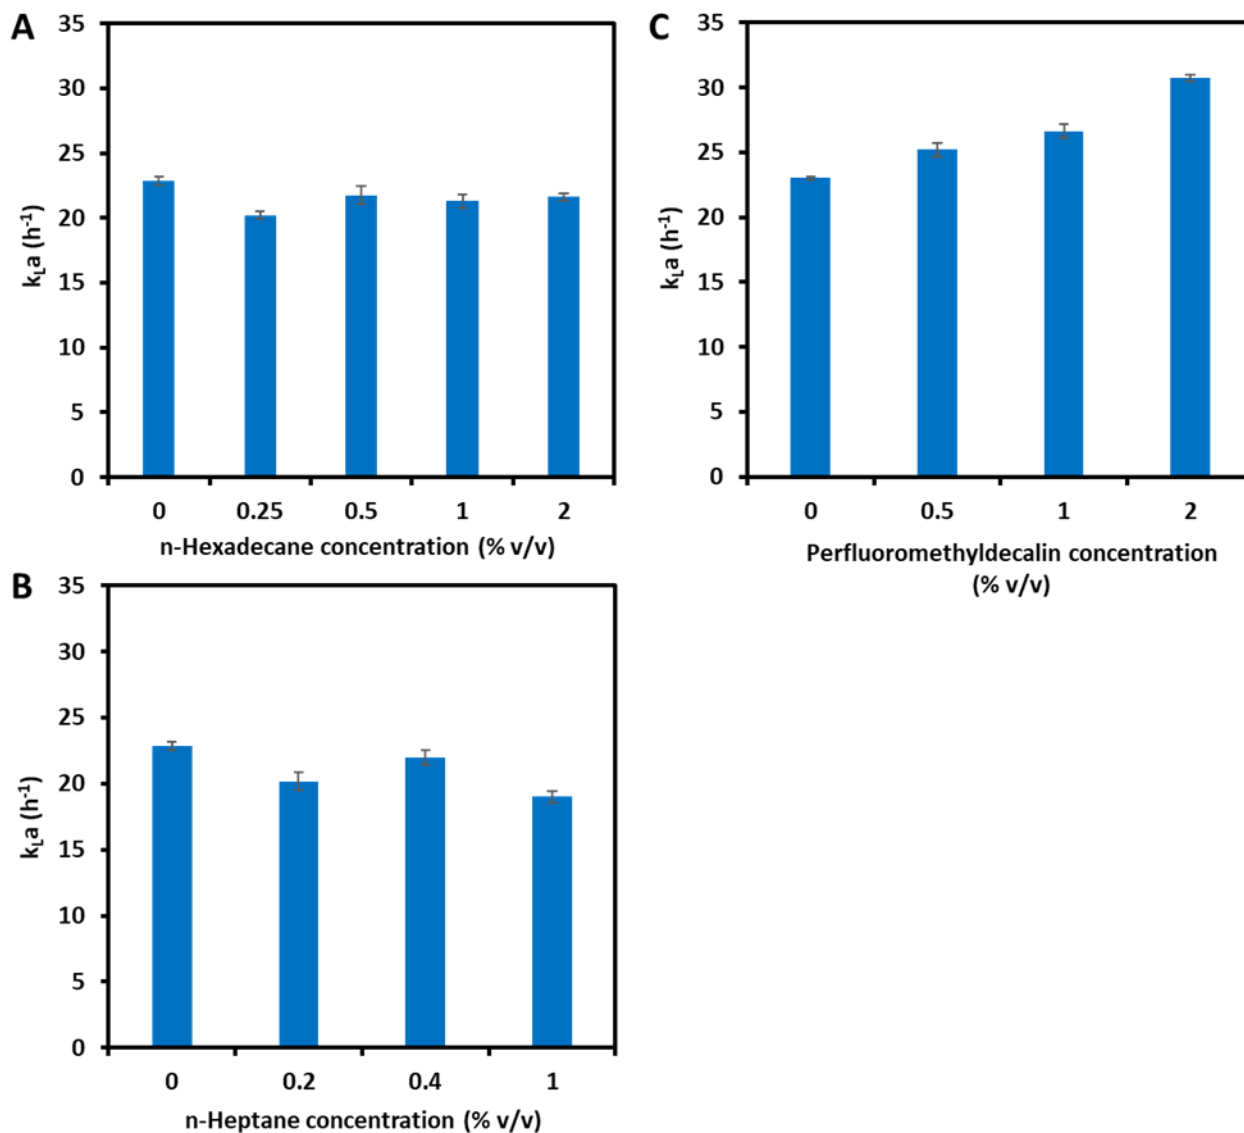 A
35
30
25
20
15
10
5
0
kLa (h-1)
0 0.25 0.5 1 2
n-Hexadecane concentration (% v/v)
B
35
30
25
20
15
10
5
0
kLa (h-1)
0 0.2 0.4 1
n-Heptane concentration (% v/v)
C
35
30
25
20
15
10
5
0
kLa (h-1)
0 0.5 1 2
Perfluoromethyldecalin concentration
(% v/v)